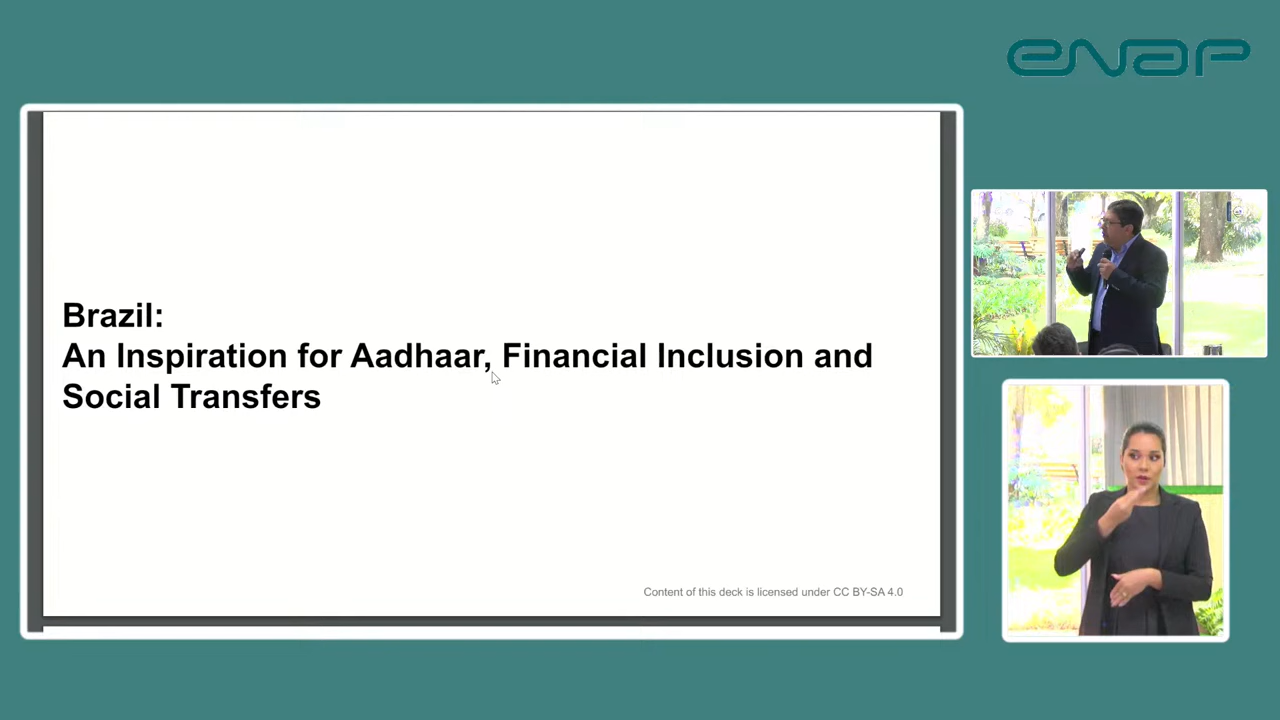 enap
Brazil:
An Inspiration for Aadhaar, Financial Inclusion and
Social Transfers
Content of this deck is licensed under CC BY-SA 4.0